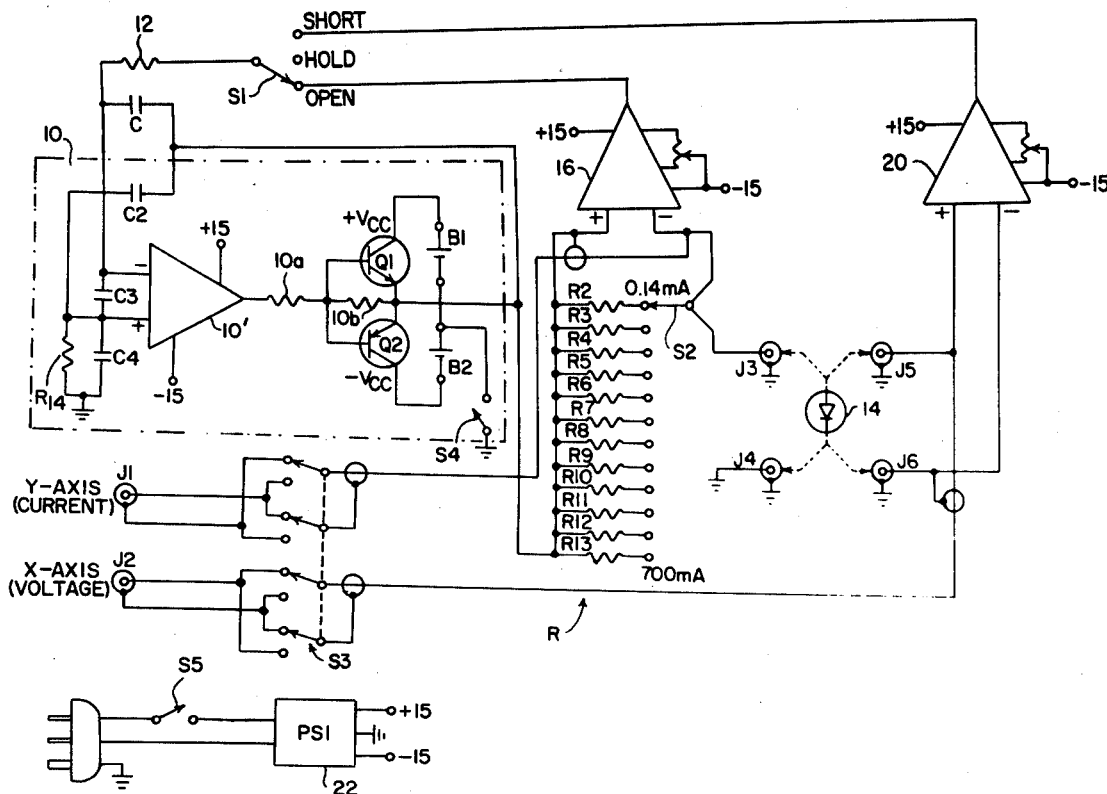 12
SHORT
HOLD
S1
OPEN
C
10
+15
16
-15
+15
20
-15
C2
+ -
+ -
+VCC
+15
10a
Q1
B1
-
C3
10b
+
10'
C4
Q2
B2
R14
-15
-VCC
S4
R2
0.14mA
R3
S2
R4
R5
R6
R7
R8
R9
R10
R11
R12
R13
700mA
J3
J5
14
J4
J6
J1
Y-AXIS
(CURRENT)
J2
X-AXIS
(VOLTAGE)
S3
R
S5
PS1
+15
-15
22